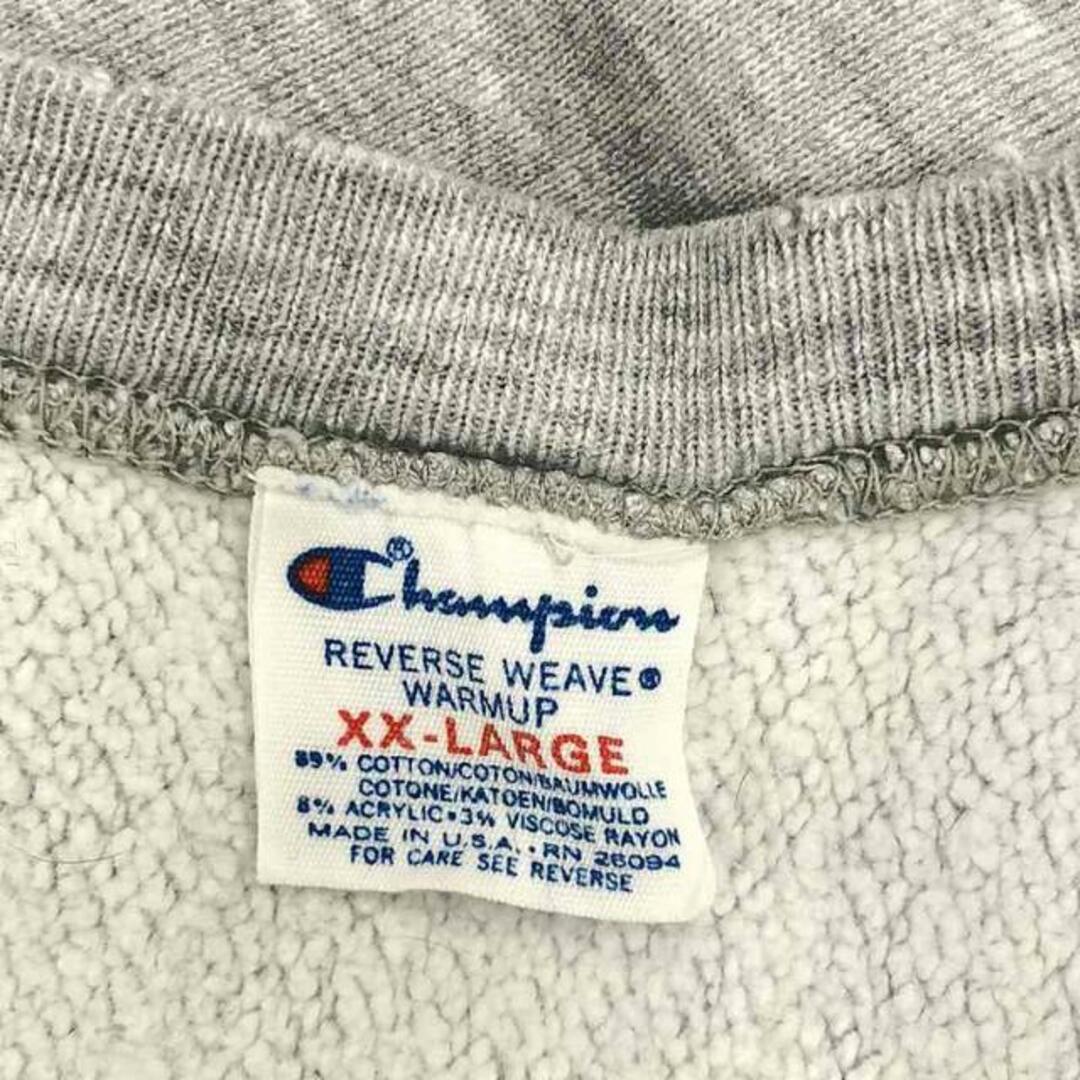 Champion®
REVERSE WEAVE®
WARMUP
XX-LARGE
89% COTTON/COTON/BAUMWOLLE
COTONE/KATOEN/BOMULD
8% ACRYLIC•3% VISCOSE RAYON
MADE IN U.S.A. • RN 26094
FOR CARE SEE REVERSE